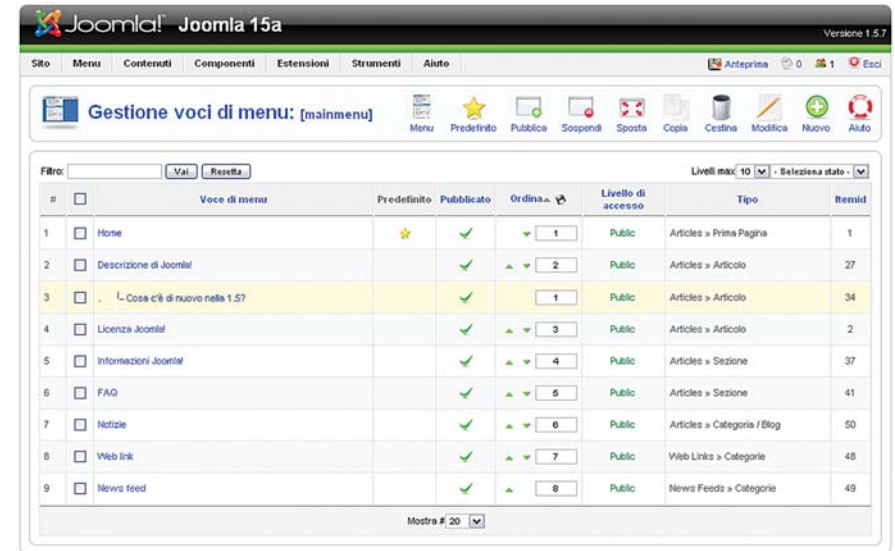 Joomla! Joomla 15a
Versione 1.5.7
Sito Menu Contenuti Componenti Estensioni Strumenti Aiuto Anteprima 0 1 Esci
Gestione voci di menu: [mainmenu]
Menu Predefinito Pubblica Sospendi Sposta Copia Cestina Modifica Nuovo Aiuto
Filtro: Vai Resetta Livelli max 10 - Seleziona stato -
# Voce di menu Predefinito Pubblicato Ordina Livello di accesso Tipo Itemid
1 Home 1 Public Articles » Prima Pagina 1
2 Descrizione di Joomla! 2 Public Articles » Articolo 27
3 . Cosa c'è di nuovo nella 1.5? 1 Public Articles » Articolo 34
4 Licenza Joomla! 3 Public Articles » Articolo 2
5 Informazioni Joomla! 4 Public Articles » Sezione 37
6 FAQ 5 Public Articles » Sezione 41
7 Notizie 6 Public Articles » Categoria / Blog 50
8 Web link 7 Public Web Links » Categorie 48
9 News feed 8 Public News Feeds » Categorie 49
Mostra # 20